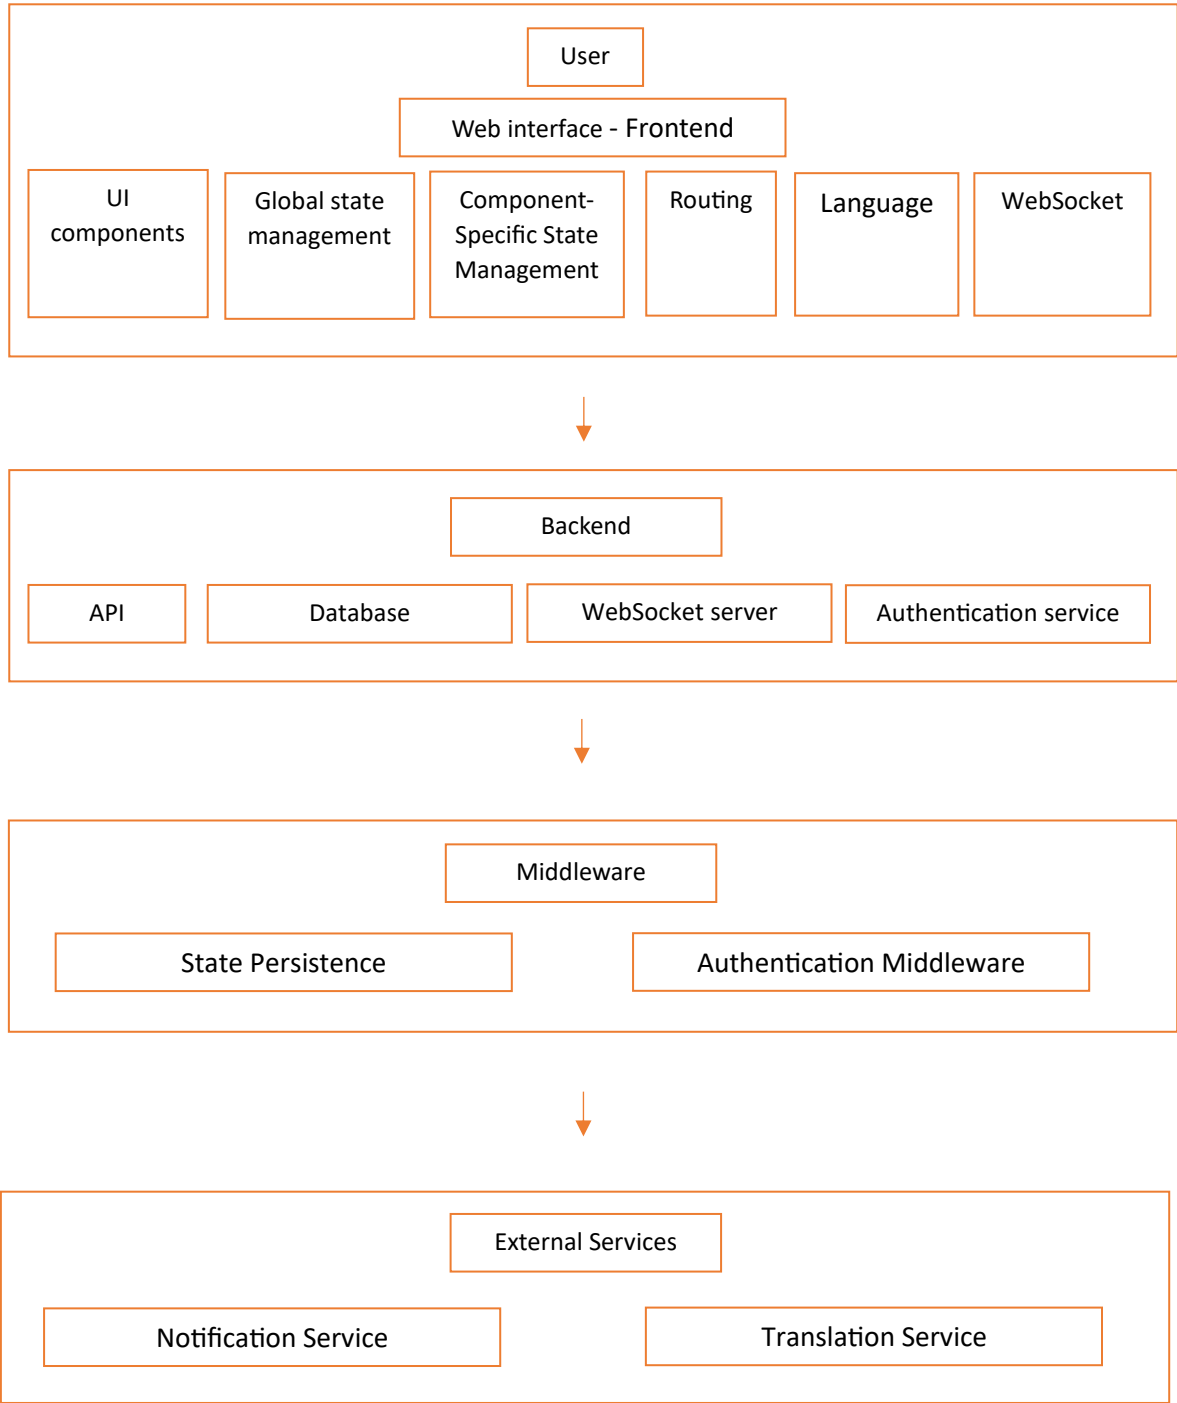 User
Web interface - Frontend
UI
components
Global state
management
Component-
Specific State
Management
Routing
Language
WebSocket
Backend
API
Database
WebSocket server
Authentication service
Middleware
State Persistence
Authentication Middleware
External Services
Notification Service
Translation Service